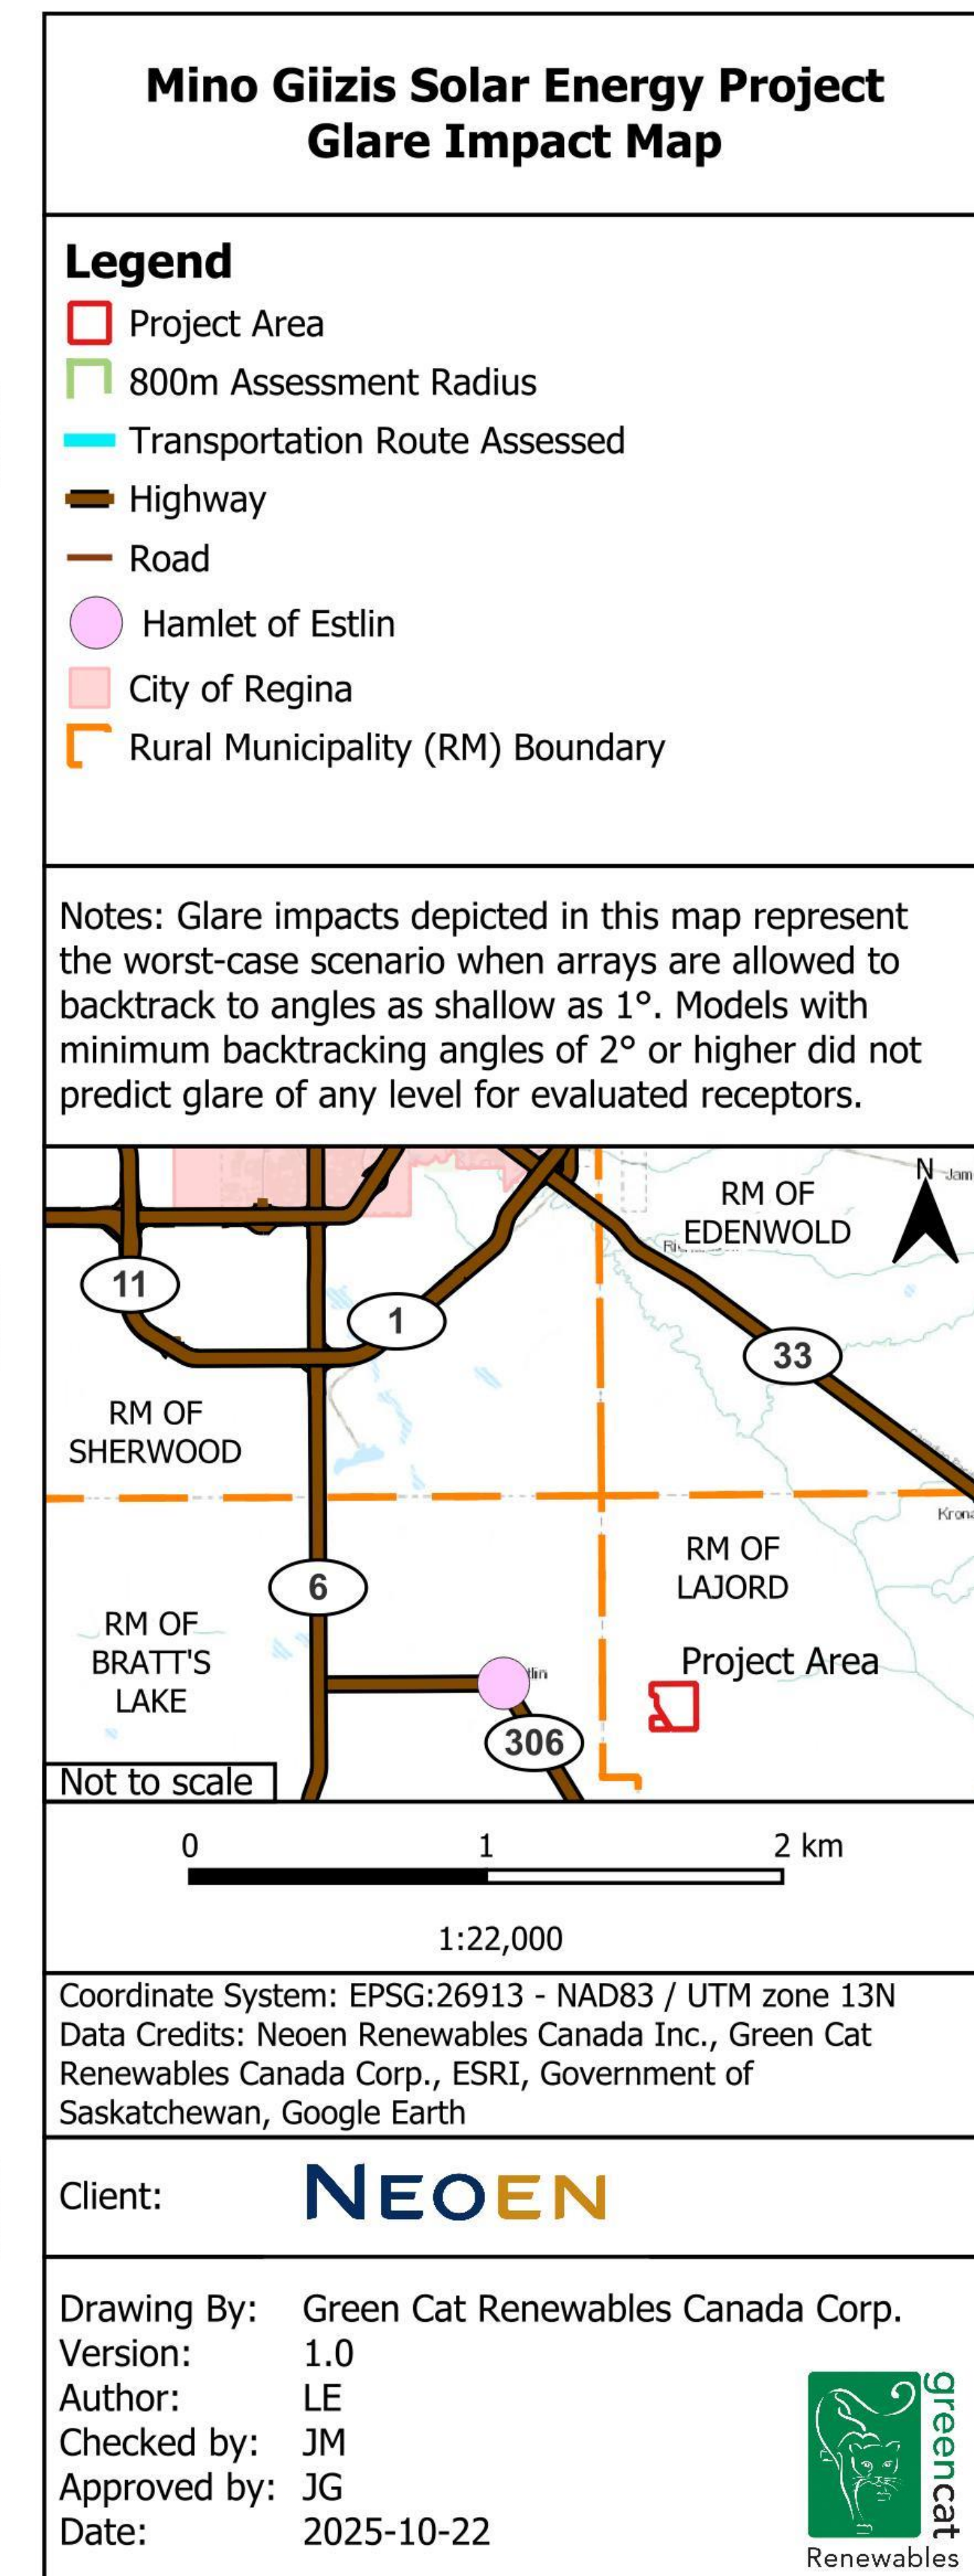 Mino Giizis Solar Energy Project
Glare Impact Map
Legend
Project Area
800m Assessment Radius
Transportation Route Assessed
Highway
Road
Hamlet of Estlin
City of Regina
Rural Municipality (RM) Boundary
Notes: Glare impacts depicted in this map represent
the worst-case scenario when arrays are allowed to
backtrack to angles as shallow as 1°. Models with
minimum backtracking angles of 2° or higher did not
predict glare of any level for evaluated receptors.
N
RM OF
EDENWOLD
11
1
33
RM OF
SHERWOOD
RM OF
LAJORD
6
RM OF
BRATT'S
LAKE
Project Area
306
Not to scale
0 1 2 km
1:22,000
Coordinate System: EPSG:26913 - NAD83 / UTM zone 13N
Data Credits: Neoen Renewables Canada Inc., Green Cat
Renewables Canada Corp., ESRI, Government of
Saskatchewan, Google Earth
Client: NEOEN
Drawing By: Green Cat Renewables Canada Corp.
Version: 1.0
Author: LE
Checked by: JM
Approved by: JG
Date: 2025-10-22
greencat
Renewables